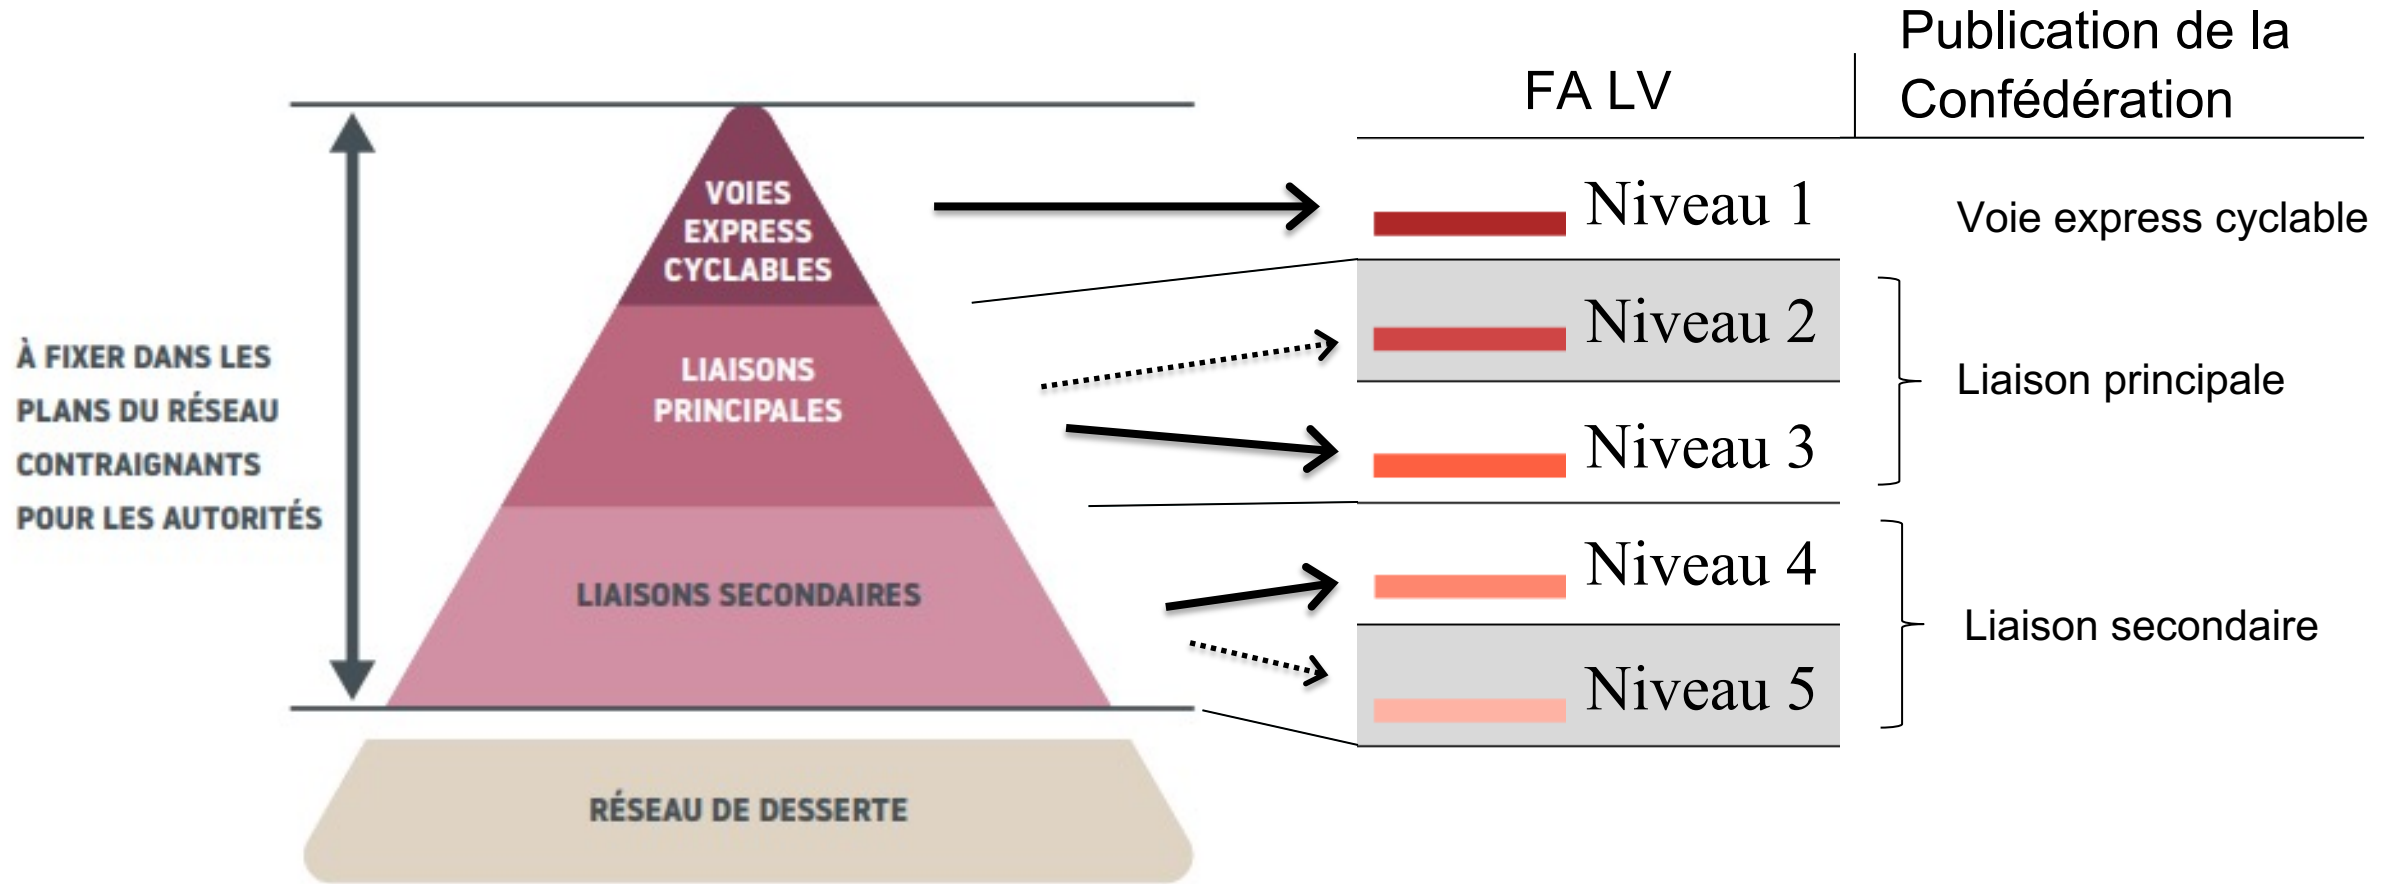 Publication de la
Confédération
FA LV
VOIES
EXPRESS
CYCLABLES
Niveau 1
Voie express cyclable
Niveau 2
À FIXER DANS LES
PLANS DU RÉSEAU
CONTRAIGNANTS
POUR LES AUTORITÉS
LIAISONS
PRINCIPALES
Liaison principale
Niveau 3
Niveau 4
LIAISONS SECONDAIRES
Liaison secondaire
Niveau 5
RÉSEAU DE DESSERTE